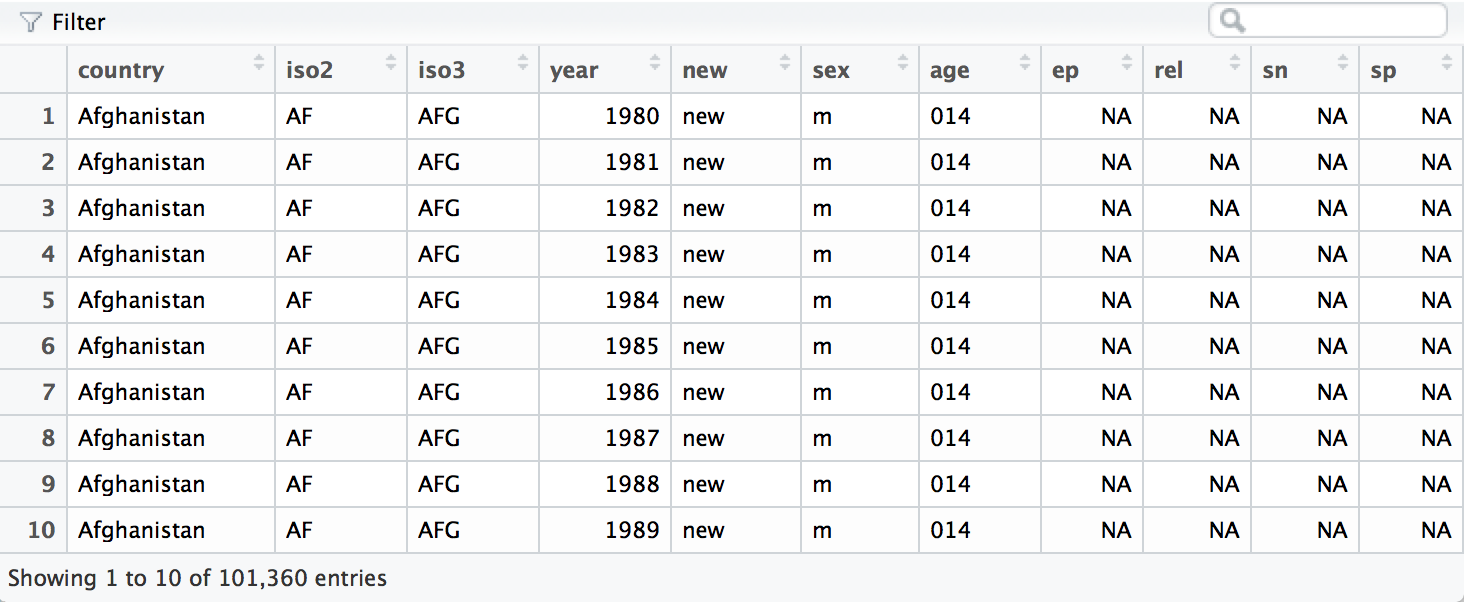 Filter
country iso2 iso3 year new sex age ep rel sn sp
1 Afghanistan AF AFG 1980 new m 014 NA NA NA NA
2 Afghanistan AF AFG 1981 new m 014 NA NA NA NA
3 Afghanistan AF AFG 1982 new m 014 NA NA NA NA
4 Afghanistan AF AFG 1983 new m 014 NA NA NA NA
5 Afghanistan AF AFG 1984 new m 014 NA NA NA NA
6 Afghanistan AF AFG 1985 new m 014 NA NA NA NA
7 Afghanistan AF AFG 1986 new m 014 NA NA NA NA
8 Afghanistan AF AFG 1987 new m 014 NA NA NA NA
9 Afghanistan AF AFG 1988 new m 014 NA NA NA NA
10 Afghanistan AF AFG 1989 new m 014 NA NA NA NA
Showing 1 to 10 of 101,360 entries